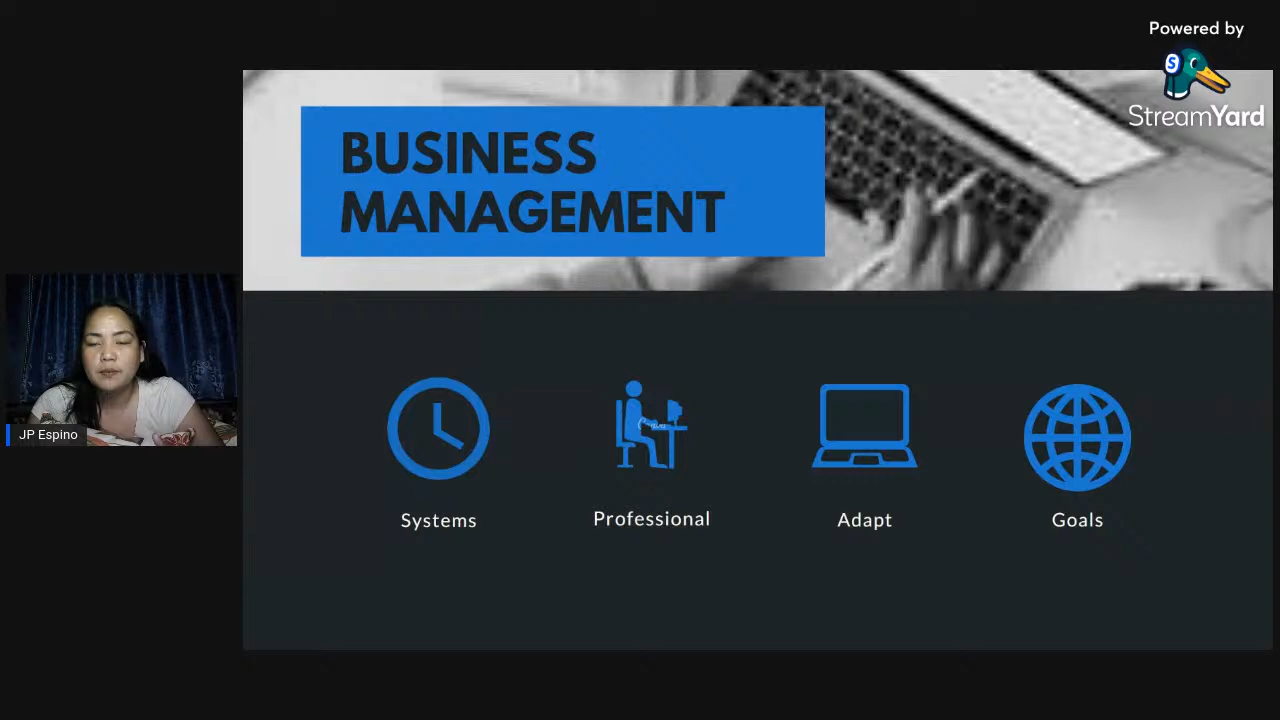 Powered by
StreamYard
BUSINESS
MANAGEMENT
JP Espino
Systems
Professional
Adapt
Goals